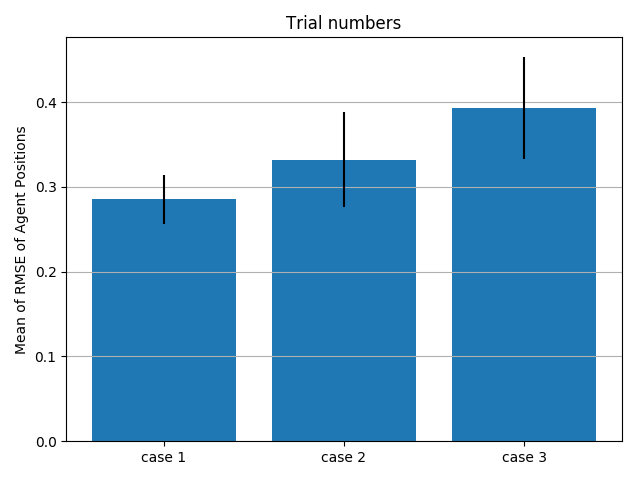 Trial numbers
Mean of RMSE of Agent Positions
0.4
0.3
0.2
0.1
0.0
case 1
case 2
case 3